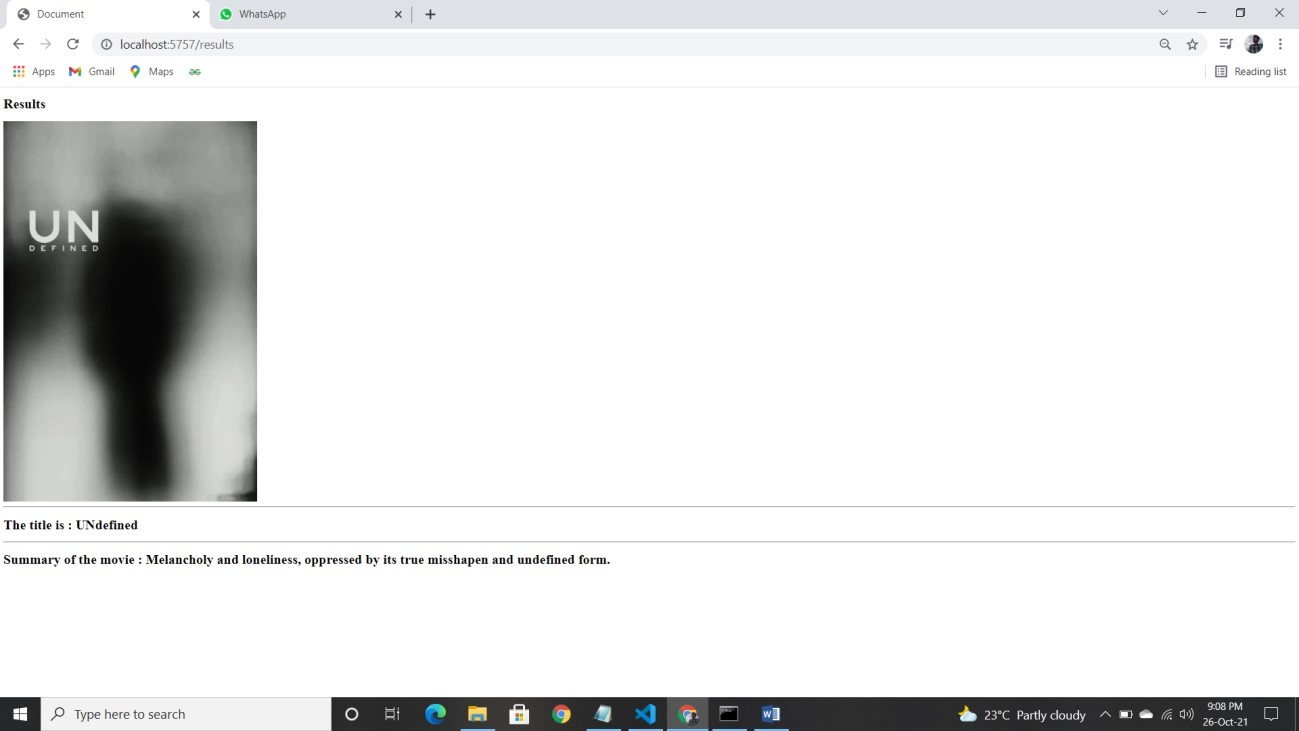 Document
WhatsApp
localhost:5757/results
Apps
Gmail
Maps
Reading list
Results
UN
DEFINED
The title is : UNdefined
Summary of the movie : Melancholy and loneliness, oppressed by its true misshapen and undefined form.
Type here to search
23°C Partly cloudy
9:08 PM
26-Oct-21